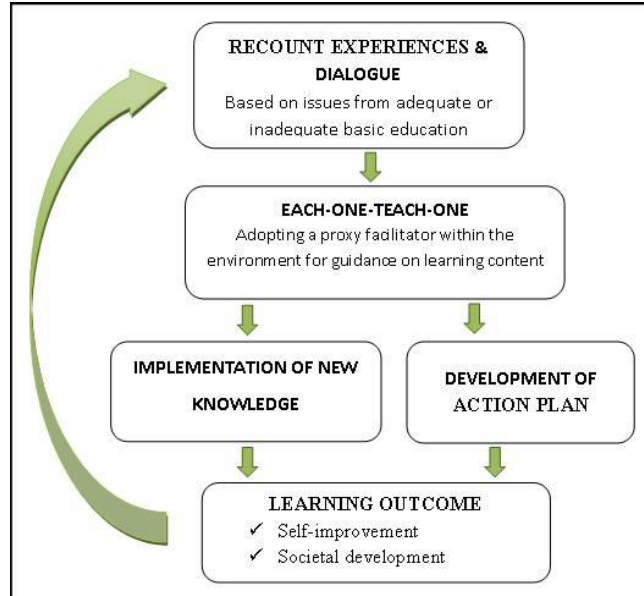 RECOUNT EXPERIENCES &
DIALOGUE
Based on issues from adequate or
inadequate basic education
EACH-ONE-TEACH-ONE
Adopting a proxy facilitator within the
environment for guidance on learning content
IMPLEMENTATION OF NEW
KNOWLEDGE
DEVELOPMENT OF
ACTION PLAN
LEARNING OUTCOME
✓ Self-improvement
✓ Societal development